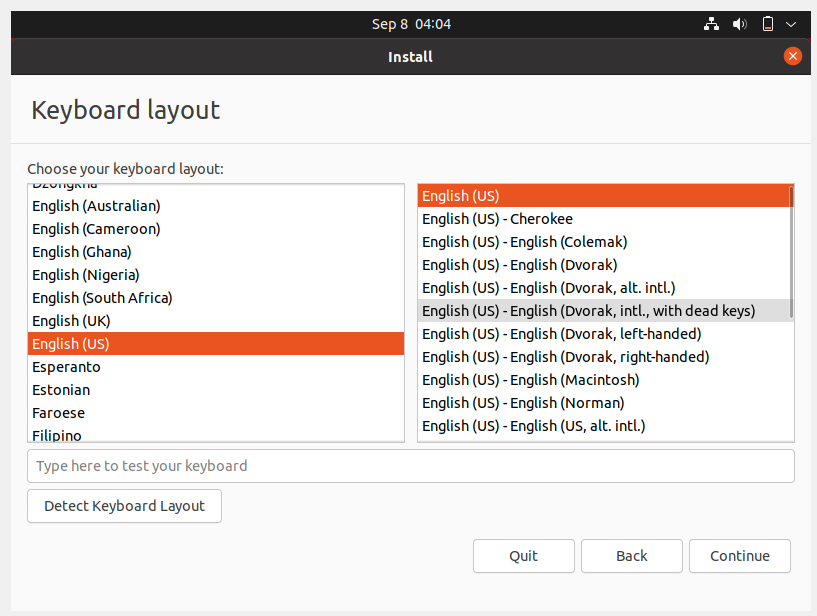 Sep 8 04:04
Install
Keyboard layout
Choose your keyboard layout:
Dzongkha
English (Australian)
English (Cameroon)
English (Ghana)
English (Nigeria)
English (South Africa)
English (UK)
English (US)
Esperanto
Estonian
Faroese
Filipino
English (US)
English (US) - Cherokee
English (US) - English (Colemak)
English (US) - English (Dvorak)
English (US) - English (Dvorak, alt. intl.)
English (US) - English (Dvorak, intl., with dead keys)
English (US) - English (Dvorak, left-handed)
English (US) - English (Dvorak, right-handed)
English (US) - English (Macintosh)
English (US) - English (Norman)
English (US) - English (US, alt. intl.)
Type here to test your keyboard
Detect Keyboard Layout
Quit Back Continue